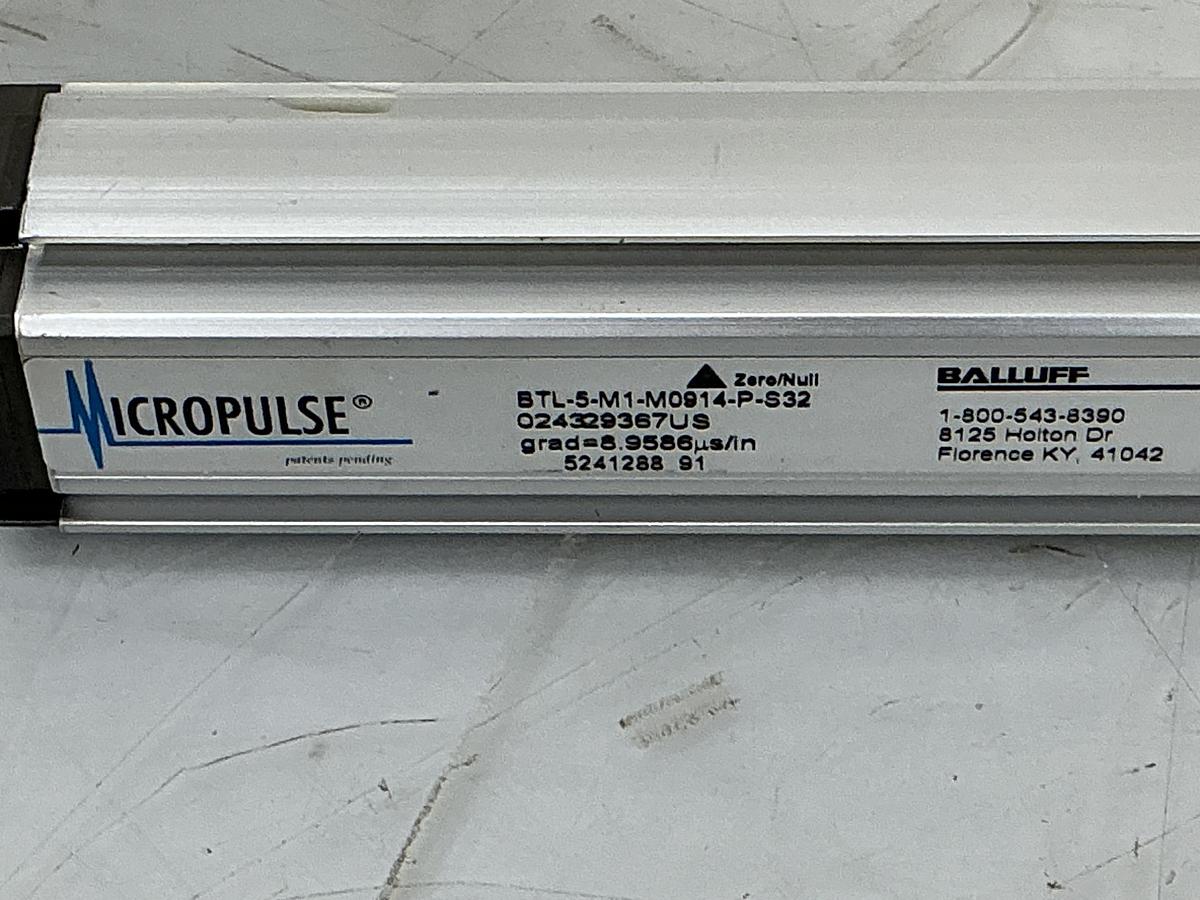 MICROPULSE®
patents pending
▲ Zero/Null
BTL-5-M1-M0914-P-S32
024329367US
grad=8.9586µs/in
5241288 91
BALLUFF
1-800-543-8390
8125 Holton Dr
Florence KY, 41042